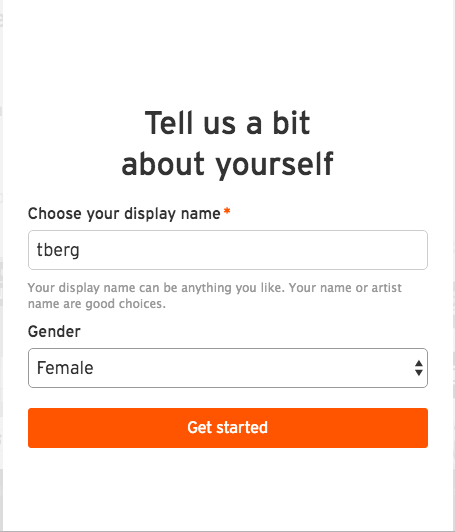 Tell us a bit
about yourself
Choose your display name*
tberg
Your display name can be anything you like. Your name or artist
name are good choices.
Gender
Female
Get started